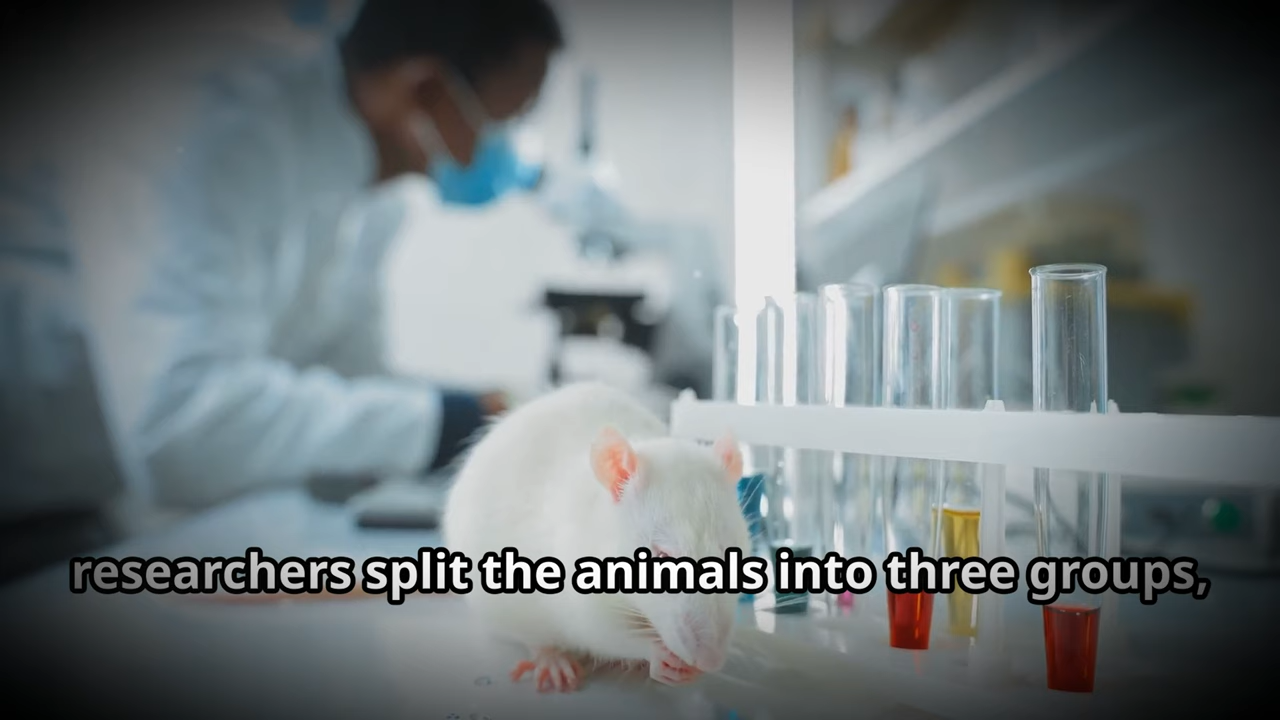 researchers split the animals into three groups,